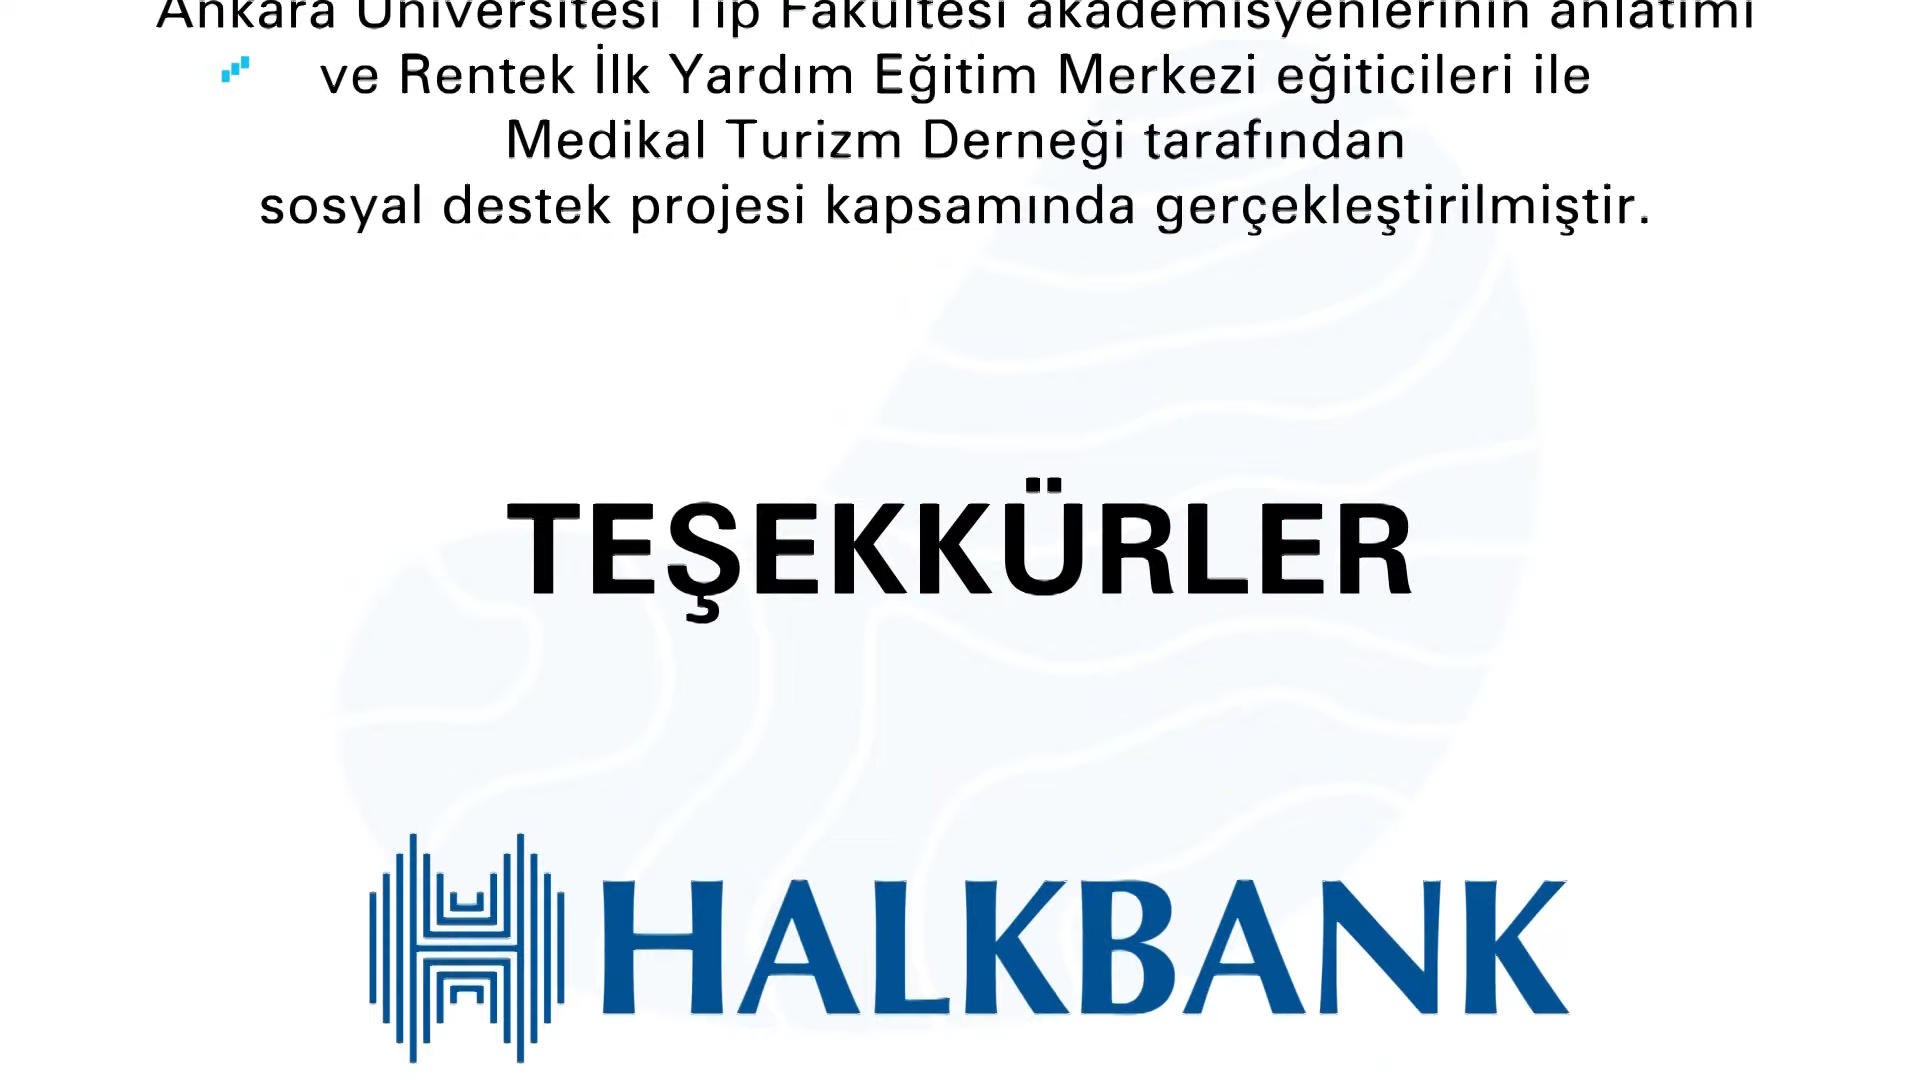 Ankara Üniversitesi Tıp Fakültesi akademisyenlerinin anlatımı
ve Rentek İlk Yardım Eğitim Merkezi eğiticileri ile
Medikal Turizm Derneği tarafından
sosyal destek projesi kapsamında gerçekleştirilmiştir.
TEŞEKKÜRLER
HALKBANK